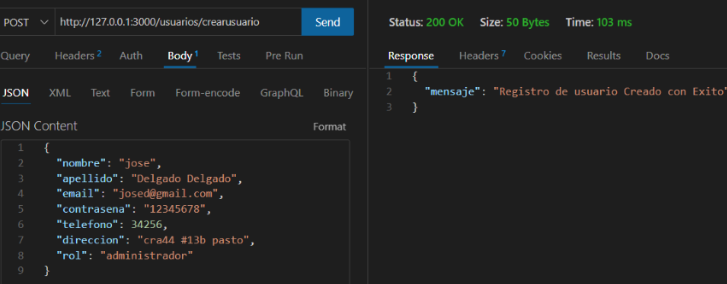 POST http://127.0.0.1:3000/usuarios/crearusuario Send
Query Headers 2 Auth Body 1 Tests Pre Run
JSON XML Text Form Form-encode GraphQL Binary
JSON Content Format
1 {
2 "nombre": "jose",
3 "apellido": "Delgado Delgado",
4 "email": "josed@gmail.com",
5 "contrasena": "12345678",
6 "telefono": 34256,
7 "direccion": "cra44 #13b pasto",
8 "rol": "administrador"
9 }
Status: 200 OK Size: 50 Bytes Time: 103 ms
Response Headers 7 Cookies Results Docs
1 {
2 "mensaje": "Registro de usuario Creado con Exito"
3 }